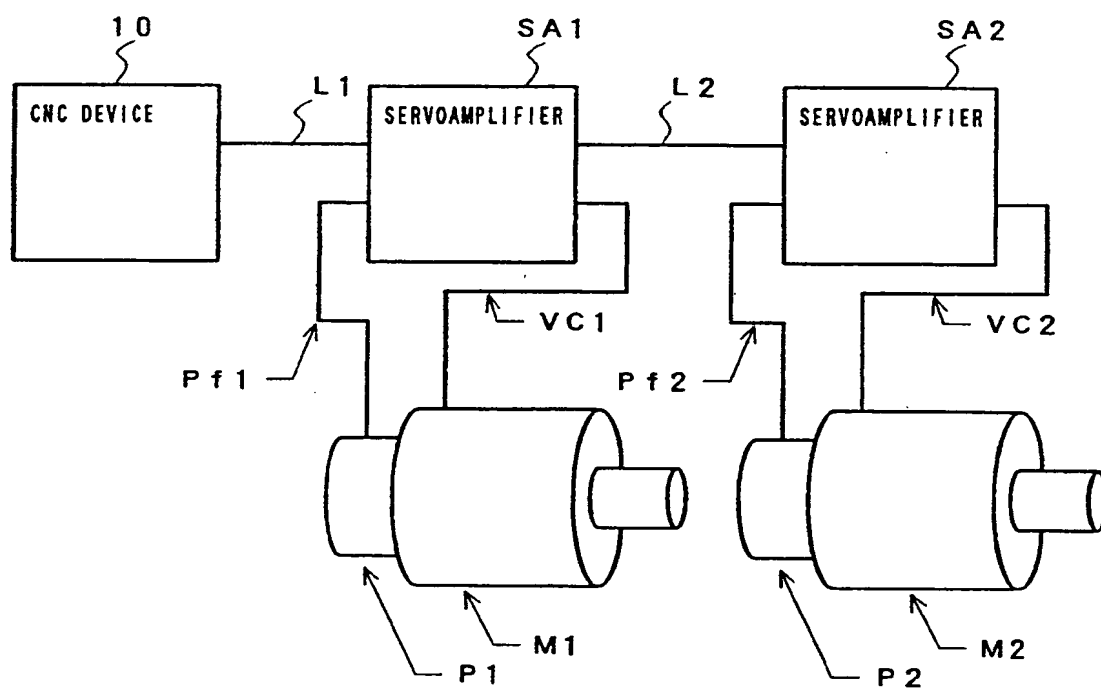 10
SA1
SA2
L1
L2
CNC DEVICE
SERVOAMPLIFIER
SERVOAMPLIFIER
VC1
VC2
Pf1
Pf2
M1
M2
P1
P2